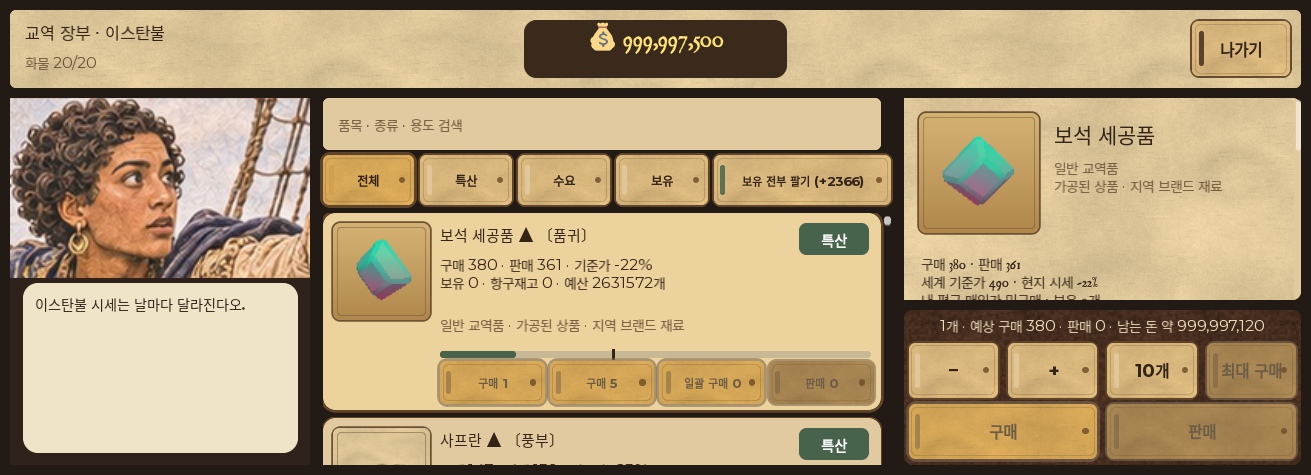 교역 장부 · 이스탄불
화물 20/20
999,997,500
나가기
이스탄불 시세는 날마다 달라진다오.
품목 · 종류 · 용도 검색
전체
특산
수요
보유
보유 전부 팔기 (+2366)
보석 세공품 ▲ 〔품귀〕
특산
구매 380 · 판매 361 · 기준가 -22%
보유 0 · 항구재고 0 · 예산 2631572개
일반 교역품 · 가공된 상품 · 지역 브랜드 재료
구매 1
구매 5
일괄 구매 0
판매 0
사프란 ▲ 〔풍부〕
특산
보석 세공품
일반 교역품
가공된 상품 · 지역 브랜드 재료
구매 380 · 판매 361
세계 기준가 490 · 현지 시세 -22%
1개 · 예상 구매 380 · 판매 0 · 남는 돈 약 999,997,120
−
+
10개
최대 구매
구매
판매